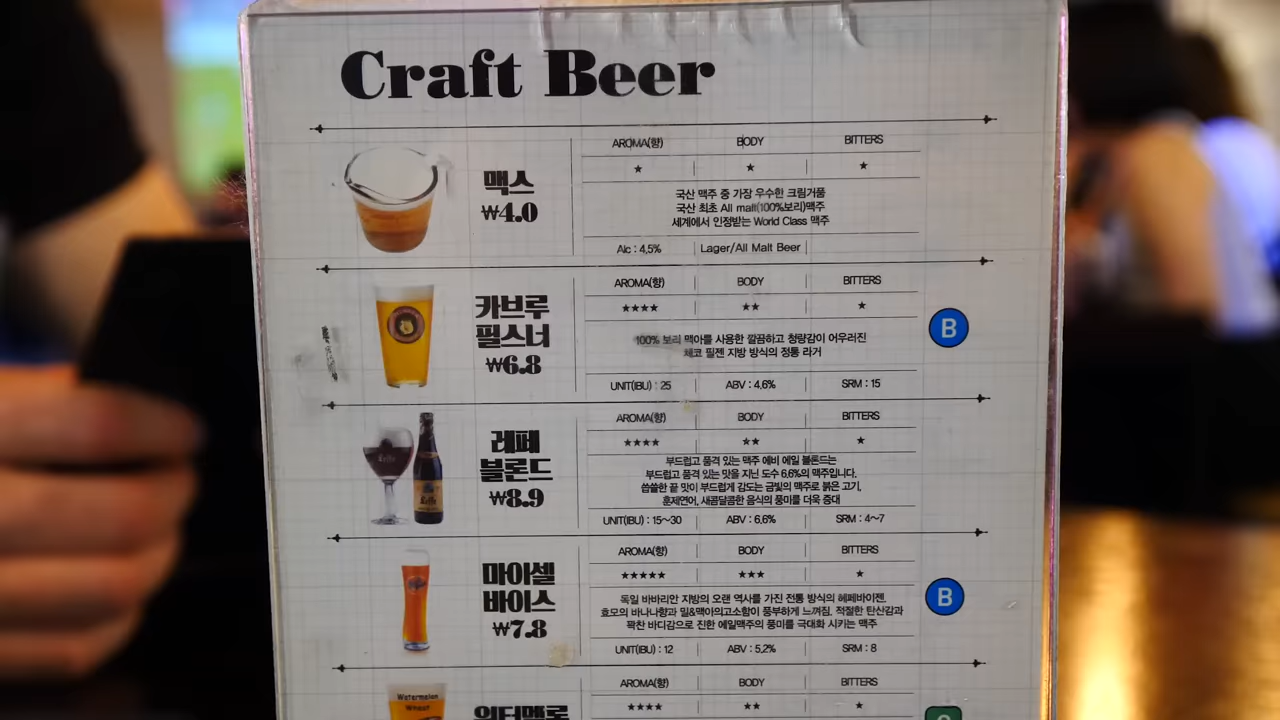 Craft Beer
맥스
₩4.0
AROMA(향) BODY BITTERS
★ ★ ★
국산 맥주 중 가장 우수한 크림거품
국산 최초 All malt(100%보리)맥주
세계에서 인정받는 World Class 맥주
Alc : 4.5% Lager/All Malt Beer
카브루
필스너
₩6.8
AROMA(향) BODY BITTERS
★★★★ ★★ ★
100% 보리 맥아를 사용한 깔끔하고 청량감이 어우러진
체코 필젠 지방 방식의 정통 라거
UNIT(IBU) : 25 ABV : 4.6% SRM : 15
B
레페
블론드
₩8.9
AROMA(향) BODY BITTERS
★★★★ ★★ ★
부드럽고 품격 있는 맥주 에비 에일 블론드는
부드럽고 품격 있는 맛을 지닌 도수 6.6%의 맥주입니다.
씁쓸한 끝 맛이 부드럽게 감도는 금빛의 맥주로 붉은 고기,
훈제연어, 새콤달콤한 음식의 풍미를 더욱 증대
UNIT(IBU) : 15~30 ABV : 6.6% SRM : 4~7
Leffe
마이셀
바이스
₩7.8
AROMA(향) BODY BITTERS
★★★★★ ★★★ ★
독일 바바리안 지방의 오랜 역사를 가진 전통 방식의 헤페바이젠.
효모의 바나나향과 밀&맥아의고소함이 풍부하게 느껴짐. 적절한 탄산감과
꽉찬 바디감으로 진한 에일맥주의 풍미를 극대화 시키는 맥주
UNIT(IBU) : 12 ABV : 5.2% SRM : 8
B
Watermelon
Wheat
워터멜론
AROMA(향) BODY BITTERS
★★★★ ★★ ★